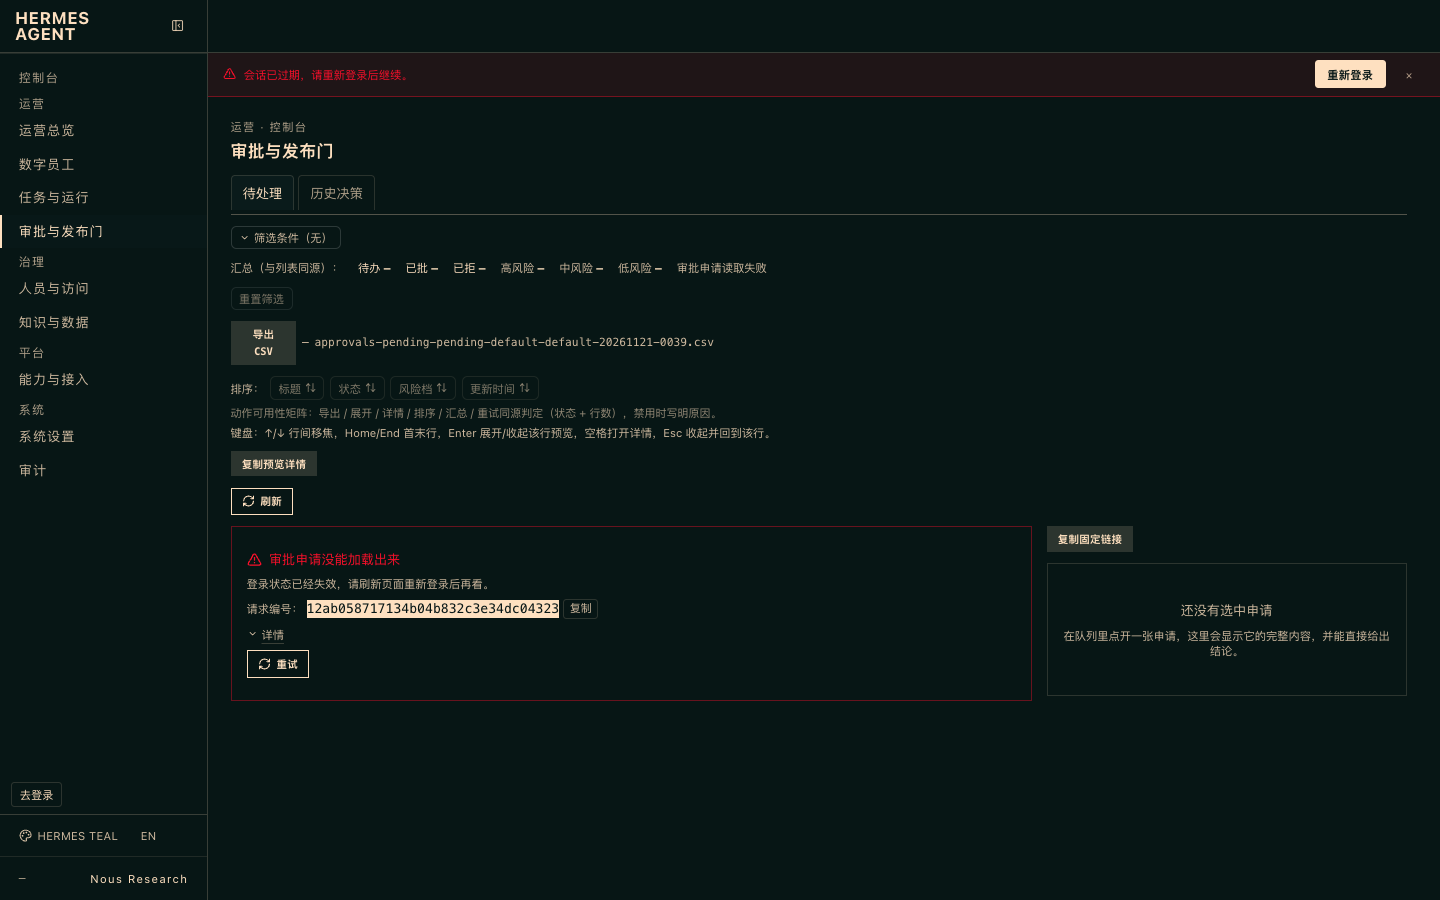 HERMES
AGENT
控制台
运营
运营总览
数字员工
任务与运行
审批与发布门
治理
人员与访问
知识与数据
平台
能力与接入
系统
系统设置
审计
去登录
HERMES TEAL EN
— Nous Research
会话已过期，请重新登录后继续。
重新登录 ×
运营 · 控制台
审批与发布门
待处理 历史决策
筛选条件（无）
汇总（与列表同源）： 待办 — 已批 — 已拒 — 高风险 — 中风险 — 低风险 — 审批申请读取失败
重置筛选
导出
CSV
— approvals-pending-pending-default-default-20261121-0039.csv
排序： 标题 ⇅ 状态 ⇅ 风险档 ⇅ 更新时间 ⇅
动作可用性矩阵：导出 / 展开 / 详情 / 排序 / 汇总 / 重试同源判定（状态 + 行数），禁用时写明原因。
键盘：↑/↓ 行间移焦，Home/End 首末行，Enter 展开/收起该行预览，空格打开详情，Esc 收起并回到该行。
复制预览详情
刷新
审批申请没能加载出来
登录状态已经失效，请刷新页面重新登录后再看。
请求编号： 12ab058717134b04b832c3e34dc04323 复制
详情
重试
复制固定链接
还没有选中申请
在队列里点开一张申请，这里会显示它的完整内容，并能直接给出
结论。